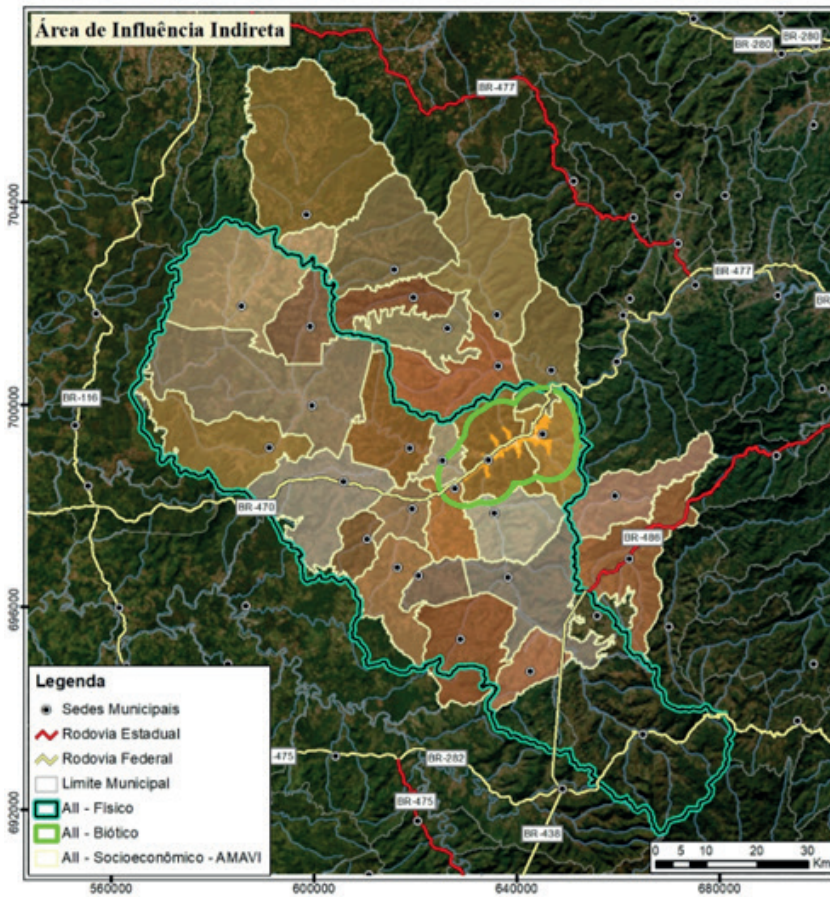 Área de Influência Indireta
BR-280
BR-280
BR-477
BR-477
BR-116
BR-470
BR-486
-475
BR-282
BR-475
BR-438
704000
700000
696000
692000
560000
600000
640000
680000
Legenda
Sedes Municipais
Rodovia Estadual
Rodovia Federal
Limite Municipal
AII - Físico
AII - Biótico
AII - Socioeconômico - AMAVI
0 5 10 20 30
Km